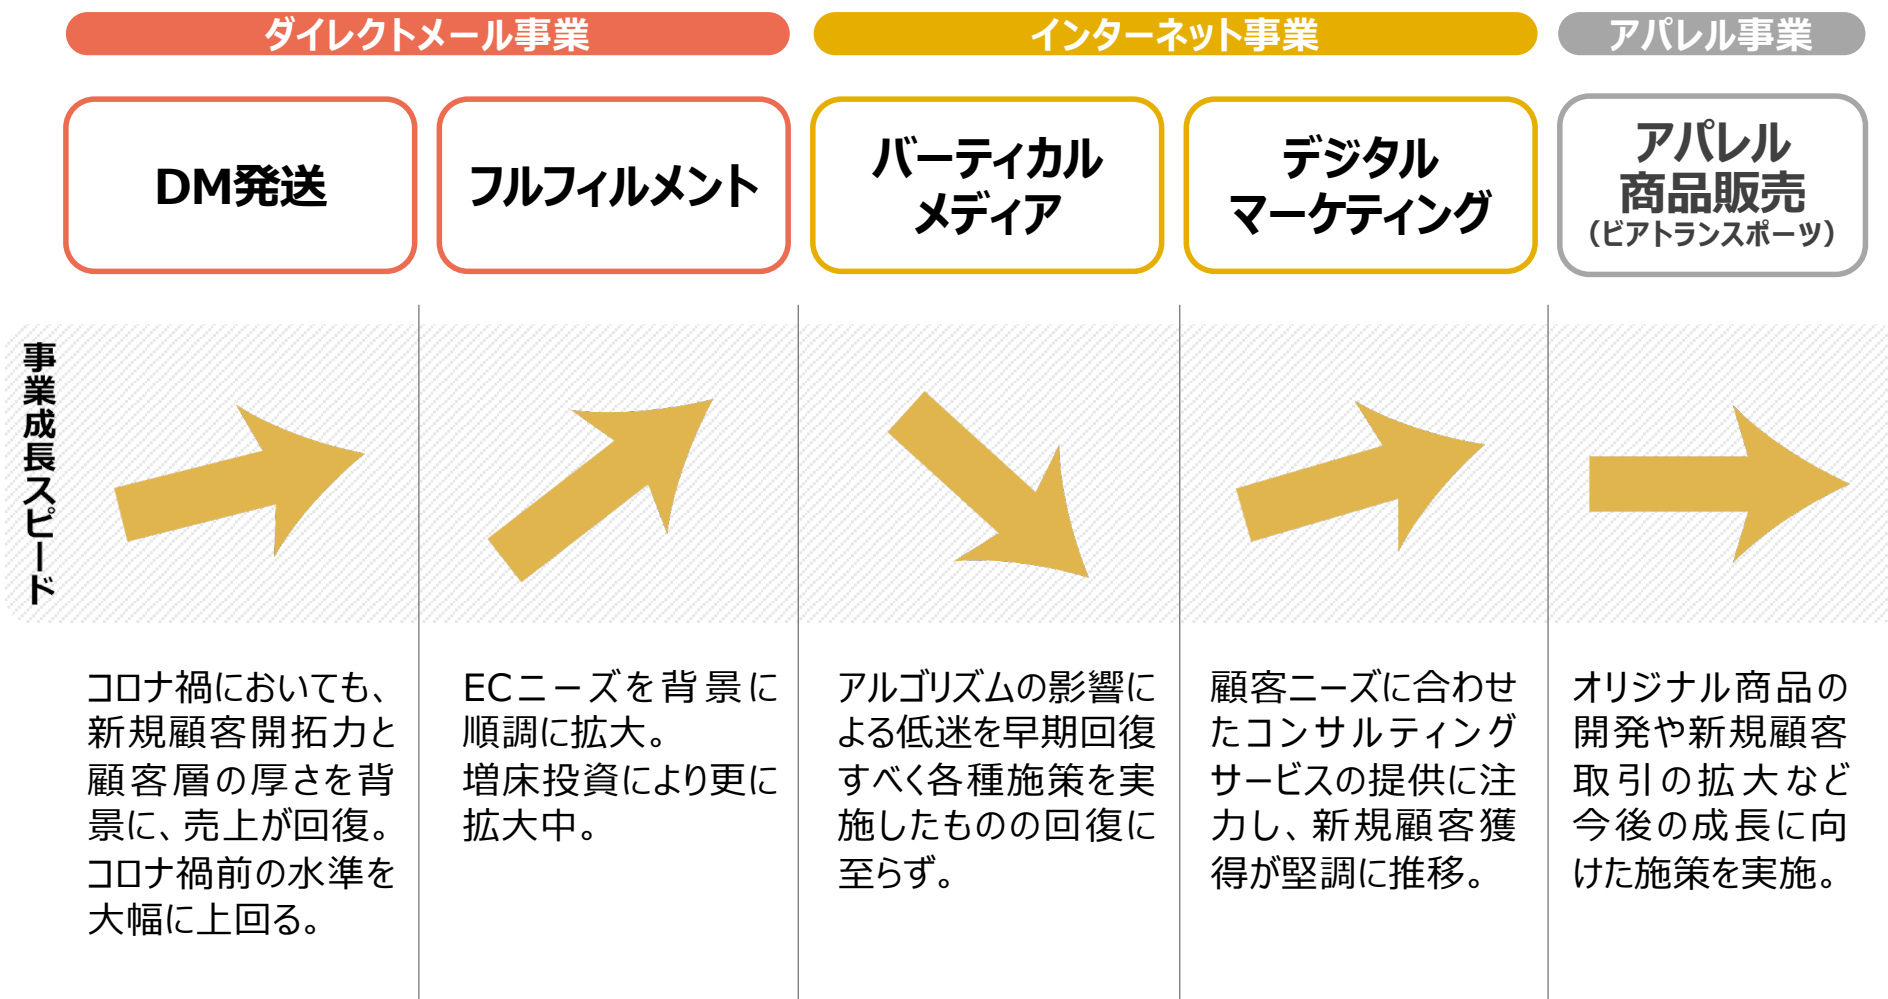 ダイレクトメール事業
インターネット事業
アパレル事業
DM発送
フルフィルメント
バーティカル
メディア
デジタル
マーケティング
アパレル
商品販売
（ビアトランスポーツ）
事業成長スピード
コロナ禍においても、
新規顧客開拓力と
顧客層の厚さを背
景に、売上が回復。
コロナ禍前の水準を
大幅に上回る。
ECニーズを背景に
順調に拡大。
増床投資により更に
拡大中。
アルゴリズムの影響に
よる低迷を早期回復
すべく各種施策を実
施したものの回復に
至らず。
顧客ニーズに合わせ
たコンサルティング
サービスの提供に注
力し、新規顧客獲
得が堅調に推移。
オリジナル商品の
開発や新規顧客
取引の拡大など
今後の成長に向
けた施策を実施。